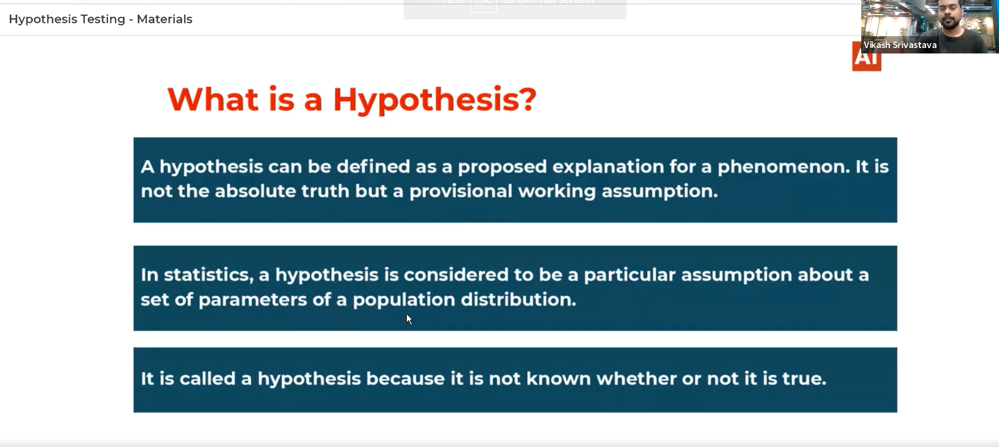 Press Esc to exit full screen
Hypothesis Testing - Materials
Vikash Srivastava
AI
What is a Hypothesis?
A hypothesis can be defined as a proposed explanation for a phenomenon. It is
not the absolute truth but a provisional working assumption.
In statistics, a hypothesis is considered to be a particular assumption about a
set of parameters of a population distribution.
It is called a hypothesis because it is not known whether or not it is true.